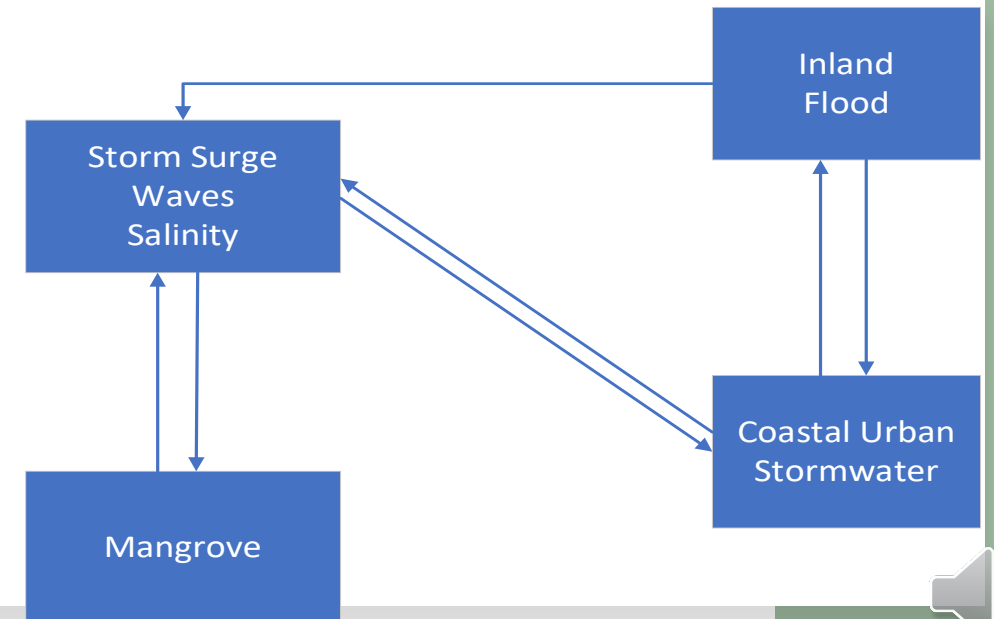 Inland
Flood
Storm Surge
Waves
Salinity
Coastal Urban
Stormwater
Mangrove